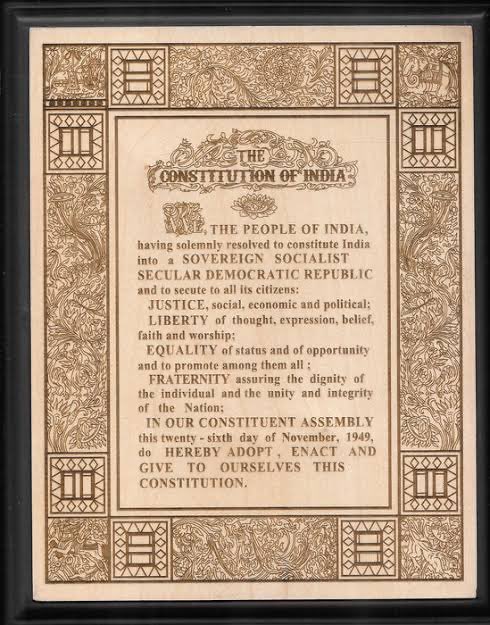 THE
CONSTITUTION OF INDIA
WE, THE PEOPLE OF INDIA,
having solemnly resolved to constitute India
into a SOVEREIGN SOCIALIST
SECULAR DEMOCRATIC REPUBLIC
and to secute to all its citizens:
JUSTICE, social, economic and political;
LIBERTY of thought, expression, belief,
faith and worship;
EQUALITY of status and of opportunity
and to promote among them all ;
FRATERNITY assuring the dignity of
the individual and the unity and integrity
of the Nation;
IN OUR CONSTITUENT ASSEMBLY
this twenty - sixth day of November, 1949,
do HEREBY ADOPT , ENACT AND
GIVE TO OURSELVES THIS
CONSTITUTION.